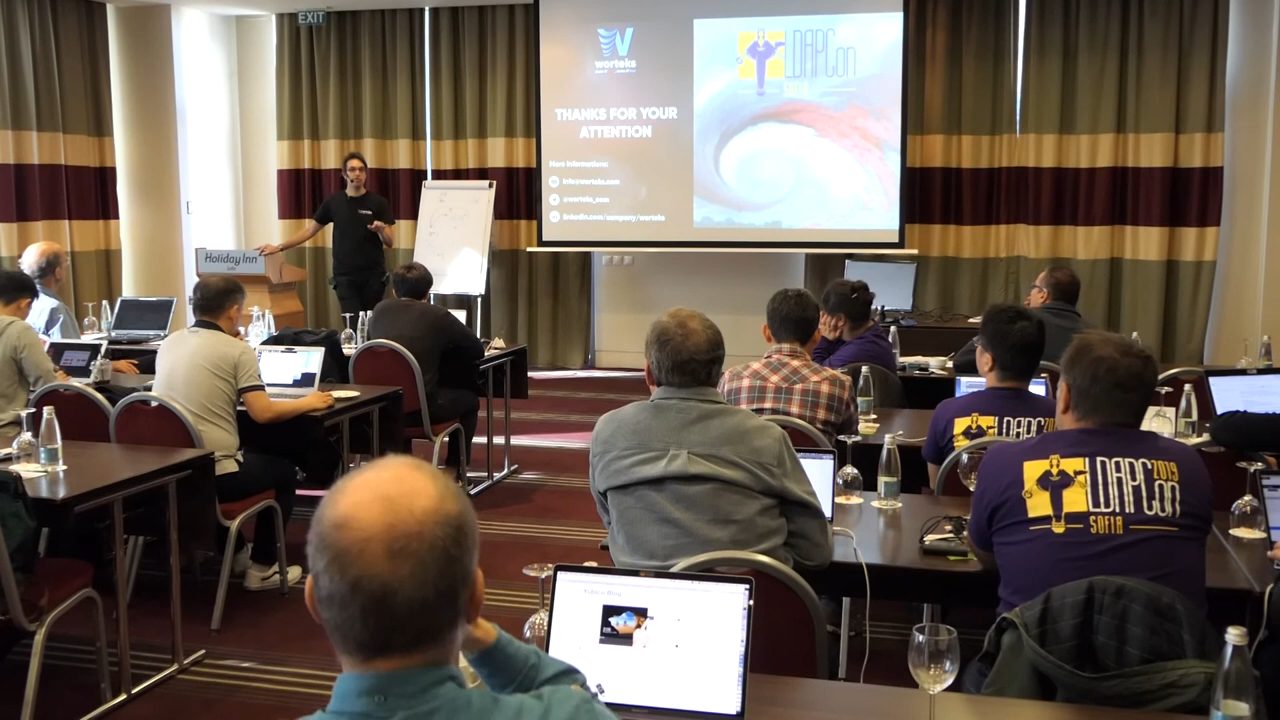 EXIT
worteks
THANKS FOR YOUR
ATTENTION
More informations:
info@worteks.com
@worteks_com
linkedin.com/company/worteks
LDAPCon
SOFIA
Holiday Inn
LDAPCon
2019
LDAPCon
SOFIA